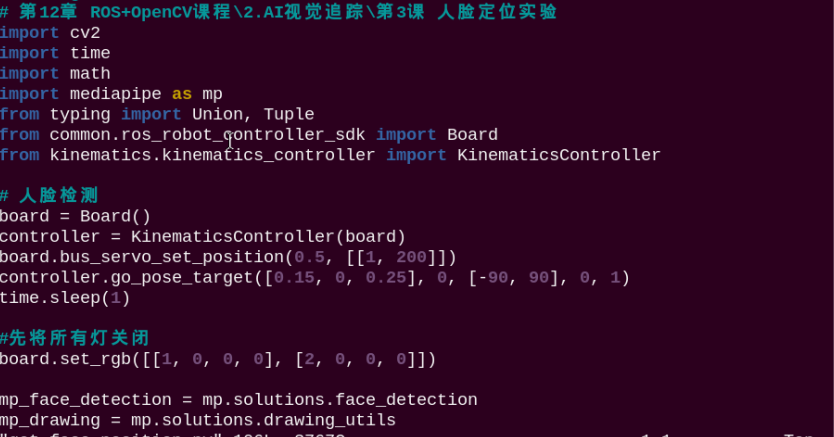 # 第12章 ROS+OpenCV课程\2.AI视觉追踪\第3课 人脸定位实验
import cv2
import time
import math
import mediapipe as mp
from typing import Union, Tuple
from common.ros_robot_controller_sdk import Board
from kinematics.kinematics_controller import KinematicsController
# 人脸检测
board = Board()
controller = KinematicsController(board)
board.bus_servo_set_position(0.5, [[1, 200]])
controller.go_pose_target([0.15, 0, 0.25], 0, [-90, 90], 0, 1)
time.sleep(1)
#先将所有灯关闭
board.set_rgb([[1, 0, 0, 0], [2, 0, 0, 0]])
mp_face_detection = mp.solutions.face_detection
mp_drawing = mp.solutions.drawing_utils